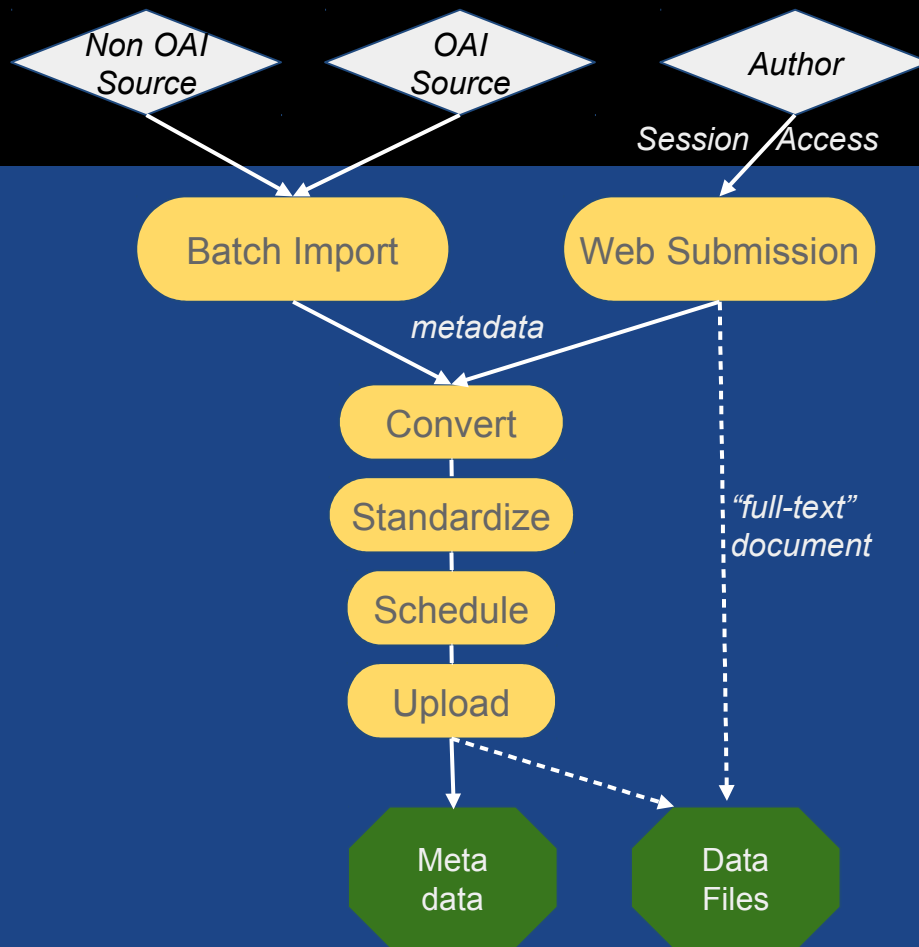 Non OAI
Source
OAI
Source
Author
Session Access
Batch Import
Web Submission
metadata
Convert
Standardize
“full-text”
document
Schedule
Upload
Meta
data
Data
Files